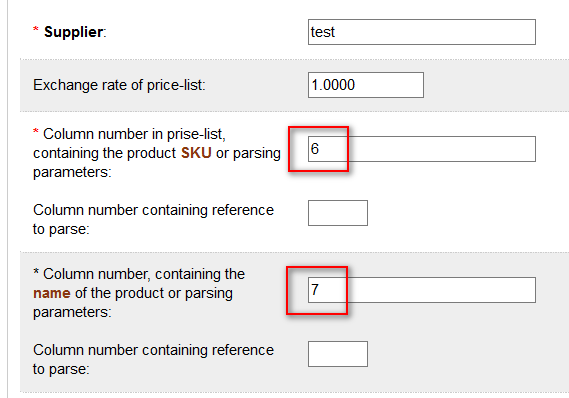 * Supplier: test
Exchange rate of price-list: 1.0000
* Column number in prise-list,
containing the product SKU or parsing
parameters:
6
Column number containing reference
to parse:
* Column number, containing the
name of the product or parsing
parameters:
7
Column number containing reference
to parse: